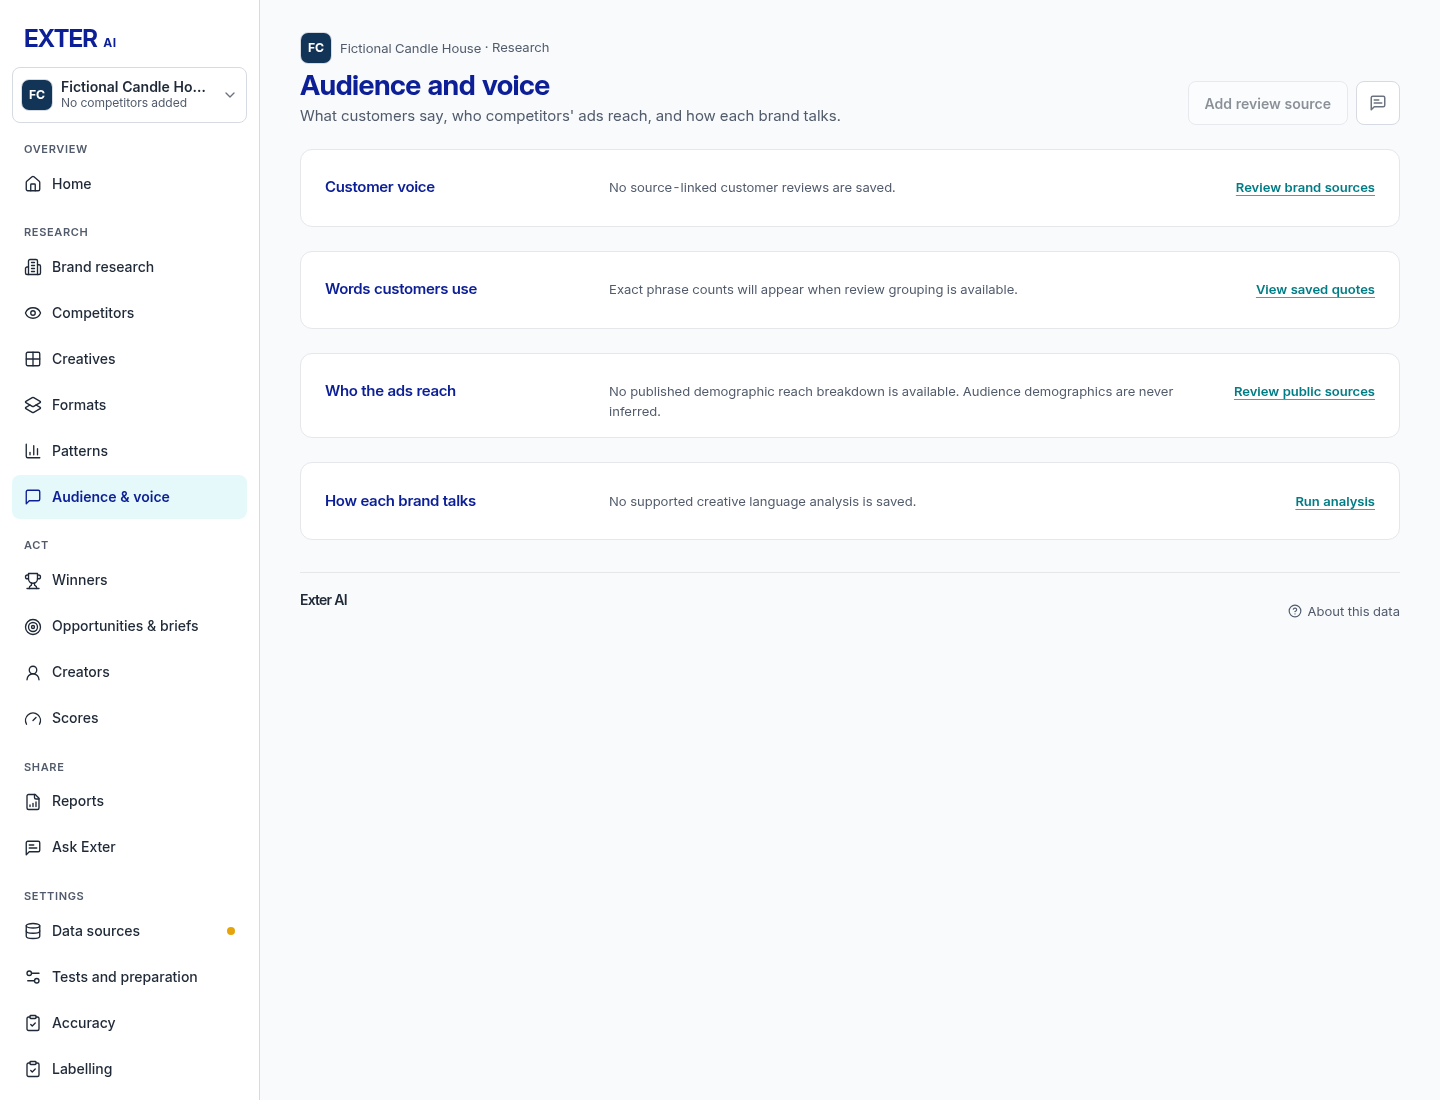 EXTER AI
FC
Fictional Candle Ho...
No competitors added
OVERVIEW
Home
RESEARCH
Brand research
Competitors
Creatives
Formats
Patterns
Audience & voice
ACT
Winners
Opportunities & briefs
Creators
Scores
SHARE
Reports
Ask Exter
SETTINGS
Data sources
Tests and preparation
Accuracy
Labelling
FC
Fictional Candle House · Research
Audience and voice
What customers say, who competitors' ads reach, and how each brand talks.
Add review source
Customer voice
No source-linked customer reviews are saved.
Review brand sources
Words customers use
Exact phrase counts will appear when review grouping is available.
View saved quotes
Who the ads reach
No published demographic reach breakdown is available. Audience demographics are never
inferred.
Review public sources
How each brand talks
No supported creative language analysis is saved.
Run analysis
Exter AI
About this data